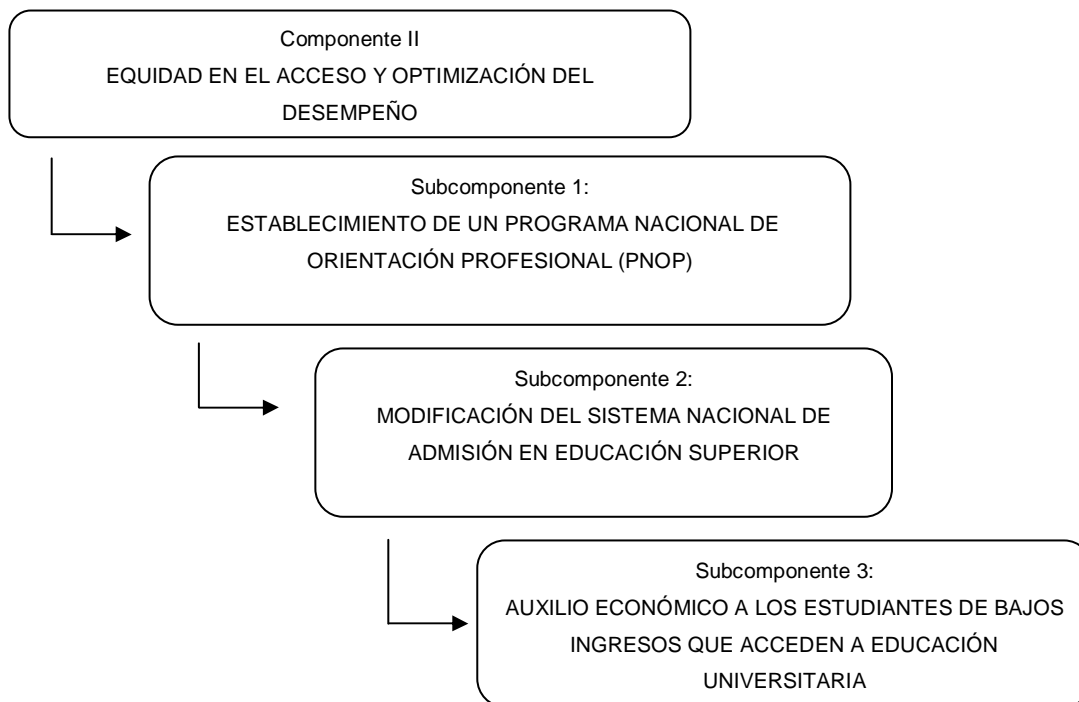 Componente II
EQUIDAD EN EL ACCESO Y OPTIMIZACIÓN DEL
DESEMPEÑO
Subcomponente 1:
ESTABLECIMIENTO DE UN PROGRAMA NACIONAL DE
ORIENTACIÓN PROFESIONAL (PNOP)
Subcomponente 2:
MODIFICACIÓN DEL SISTEMA NACIONAL DE
ADMISIÓN EN EDUCACIÓN SUPERIOR
Subcomponente 3:
AUXILIO ECONÓMICO A LOS ESTUDIANTES DE BAJOS
INGRESOS QUE ACCEDEN A EDUCACIÓN
UNIVERSITARIA